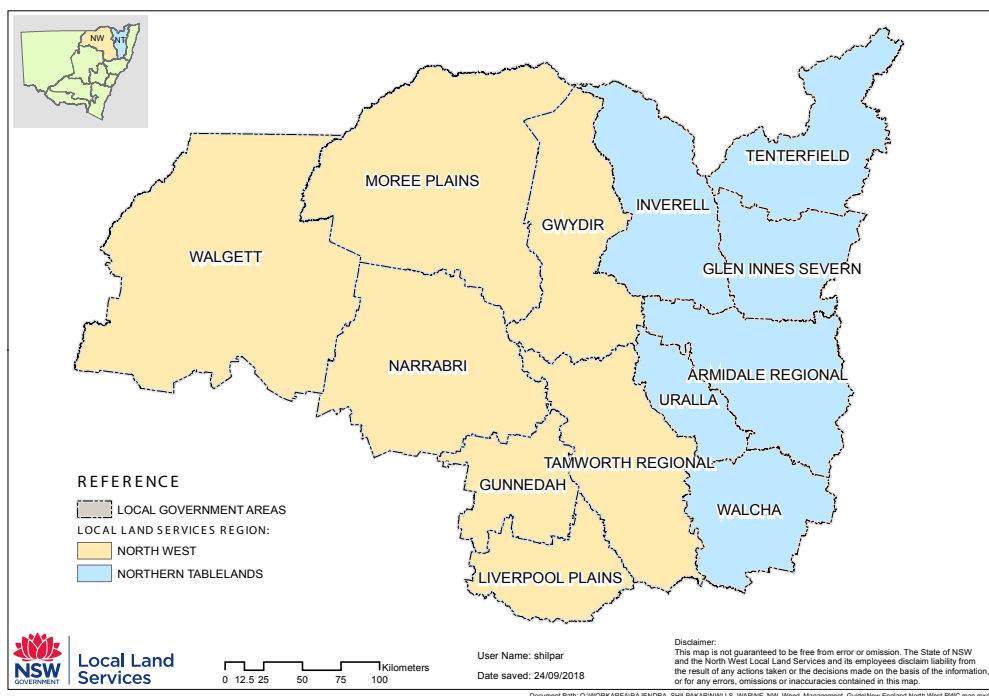 NW
NT
TENTERFIELD
MOREE PLAINS
INVERELL
GWYDIR
WALGETT
GLEN INNES SEVERN
NARRABRI
ARMIDALE REGIONAL
URALLA
TAMWORTH REGIONAL
GUNNEDAH
WALCHA
LIVERPOOL PLAINS
REFERENCE
LOCAL GOVERNMENT AREAS
LOCAL LAND SERVICES REGION:
NORTH WEST
NORTHERN TABLELANDS
NSW
GOVERNMENT
Local Land
Services
Kilometers
0 12.5 25 50 75 100
User Name: shilpar
Date saved: 24/09/2018
Disclaimer:
This map is not guaranteed to be free from error or omission. The State of NSW
and the North West Local Land Services and its employees disclaim liability from
the result of any actions taken or the decisions made on the basis of the information,
or for any errors, omissions or inaccuracies contained in this map.
Document Path: